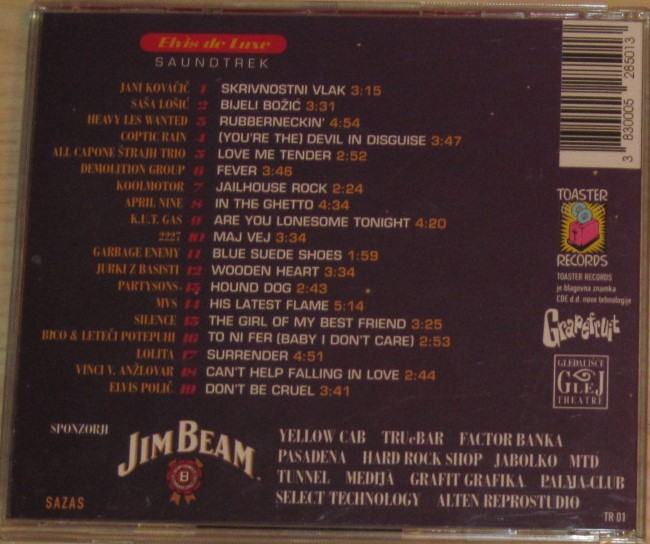 Elvis de Luxe
SAUNDTREK
JANI KOVAČIČ 1 SKRIVNOSTNI VLAK 3:15
SAŠA LOŠIĆ 2 BIJELI BOŽIĆ 3:31
HEAVY LES WANTED 3 RUBBERNECKIN' 4:54
COPTIC RAIN 4 (YOU'RE THE) DEVIL IN DISGUISE 3:47
ALL CAPONE ŠTRAJH TRIO 5 LOVE ME TENDER 2:52
DEMOLITION GROUP 6 FEVER 3:46
KOOLMOTOR 7 JAILHOUSE ROCK 2:24
APRIL NINE 8 IN THE GHETTO 4:34
K.U.T. GAS 9 ARE YOU LONESOME TONIGHT 4:20
2227 10 MAJ VEJ 3:34
GARBAGE ENEMY 11 BLUE SUEDE SHOES 1:59
JURKI Z BASISTI 12 WOODEN HEART 3:34
PARTYSONS 13 HOUND DOG 2:43
MVS 14 HIS LATEST FLAME 5:14
SILENCE 15 THE GIRL OF MY BEST FRIEND 3:25
BICO & LETEČI POTEPUHI 16 TO NI FER (BABY I DON'T CARE) 2:53
LOLITA 17 SURRENDER 4:51
VINCI V. ANŽLOVAR 18 CAN'T HELP FALLING IN LOVE 2:44
ELVIS POLIČ 19 DON'T BE CRUEL 3:41
3 830005 285013
TOASTER
RECORDS
TOASTER RECORDS
je blagovna znamka
CDE d.d. nove tehnologije
Grapefruit
GLEDALIŠČE
GLEJ
THEATRE
SPONZORJI
JIM BEAM
B
YELLOW CAB TRUeBAR FACTOR BANKA
PASADENA HARD ROCK SHOP JABOLKO MTD
TUNNEL MEDIJA GRAFIT GRAFIKA PALMA-CLUB
SELECT TECHNOLOGY ALTEN REPROSTUDIO
SAZAS
TR 01